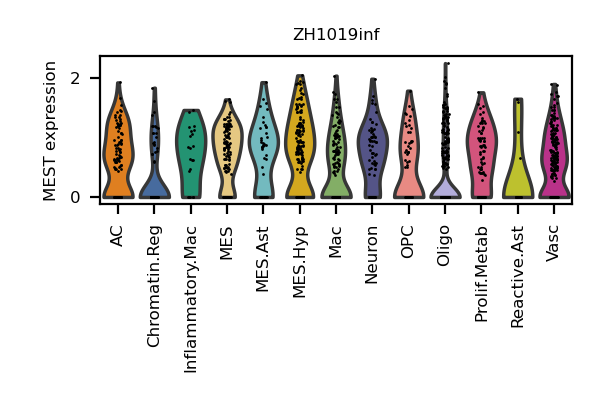 ZH1019inf
MEST expression
2
0
AC
Chromatin.Reg
Inflammatory.Mac
MES
MES.Ast
MES.Hyp
Mac
Neuron
OPC
Oligo
Prolif.Metab
Reactive.Ast
Vasc